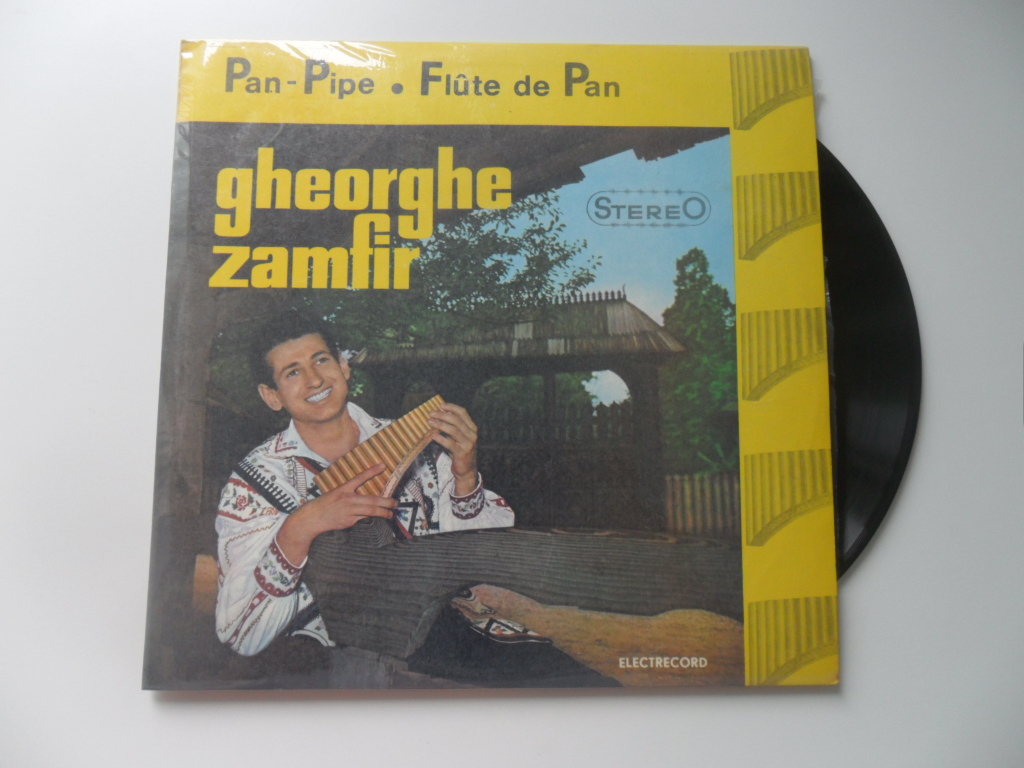 Pan-Pipe • Flûte de Pan
gheorghe
zamfir
STEREO
ELECTRECORD